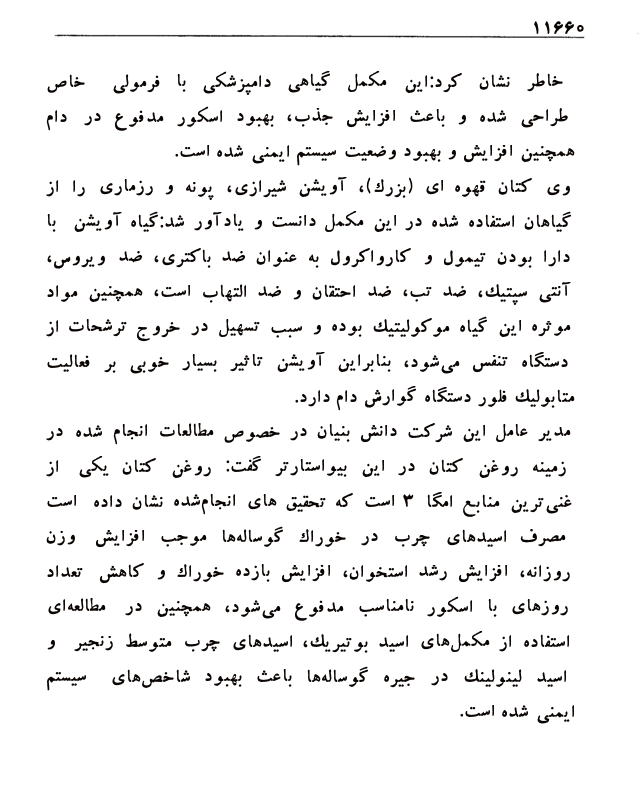 ۱۱۶۶۰
خاطر نشان کرد:این مکمل گیاهی دامپزشکی با فرمولی خاص
طراحی شده و باعث افزایش جذب، بهبود اسکور مدفوع در دام
همچنین افزایش و بهبود وضعیت سیستم ایمنی شده است.
وی کتان قهوه ای (بزرك)، آویشن شیرازی، پونه و رزماری را از
گیاهان استفاده شده در این مکمل دانست و یادآور شد:گیاه آویشن با
دارا بودن تیمول و کارواکرول به عنوان ضد باکتری، ضد ویروس،
آنتی سپتیك، ضد تب، ضد احتقان و ضد التهاب است، همچنین مواد
موثره این گیاه موکولیتیك بوده و سبب تسهیل در خروج ترشحات از
دستگاه تنفس می‌شود، بنابراین آویشن تاثیر بسیار خوبی بر فعالیت
متابولیك فلور دستگاه گوارش دام دارد.
مدیر عامل این شرکت دانش بنیان در خصوص مطالعات انجام شده در
زمینه روغن کتان در این بیواستارتر گفت: روغن کتان یکی از
غنی‌ترین منابع امگا ۳ است که تحقیق های انجام‌شده نشان داده است
مصرف اسیدهای چرب در خوراك گوساله‌ها موجب افزایش وزن
روزانه، افزایش رشد استخوان، افزایش بازده خوراك و کاهش تعداد
روزهای با اسکور نامناسب مدفوع می‌شود، همچنین در مطالعه‌ای
استفاده از مکمل‌های اسید بوتیریك، اسیدهای چرب متوسط زنجیر و
اسید لینولینك در جیره گوساله‌ها باعث بهبود شاخص‌های سیستم
ایمنی شده است.